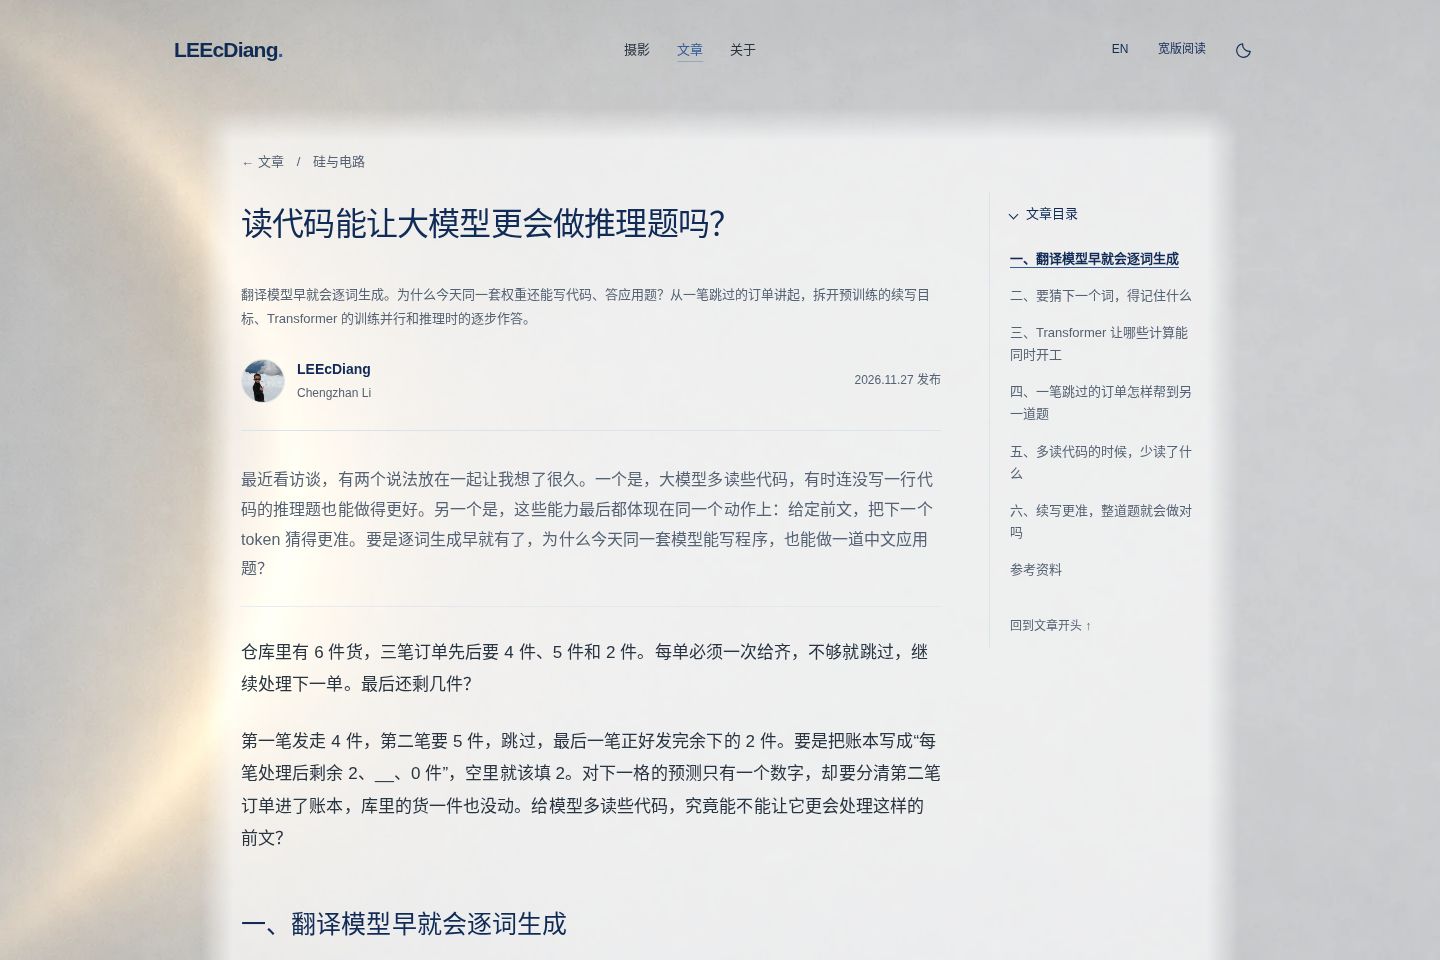 LEEcDiang.
摄影
文章
关于
EN
宽版阅读
← 文章 / 硅与电路
读代码能让大模型更会做推理题吗？
翻译模型早就会逐词生成。为什么今天同一套权重还能写代码、答应用题？从一笔跳过的订单讲起，拆开预训练的续写目
标、Transformer 的训练并行和推理时的逐步作答。
LEEcDiang
Chengzhan Li
2026.11.27 发布
最近看访谈，有两个说法放在一起让我想了很久。一个是，大模型多读些代码，有时连没写一行代
码的推理题也能做得更好。另一个是，这些能力最后都体现在同一个动作上：给定前文，把下一个
token 猜得更准。要是逐词生成早就有了，为什么今天同一套模型能写程序，也能做一道中文应用
题？
仓库里有 6 件货，三笔订单先后要 4 件、5 件和 2 件。每单必须一次给齐，不够就跳过，继
续处理下一单。最后还剩几件？
第一笔发走 4 件，第二笔要 5 件，跳过，最后一笔正好发完余下的 2 件。要是把账本写成“每
笔处理后剩余 2、__、0 件”，空里就该填 2。对下一格的预测只有一个数字，却要分清第二笔
订单进了账本，库里的货一件也没动。给模型多读些代码，究竟能不能让它更会处理这样的
前文？
一、翻译模型早就会逐词生成
文章目录
一、翻译模型早就会逐词生成
二、要猜下一个词，得记住什么
三、Transformer 让哪些计算能
同时开工
四、一笔跳过的订单怎样帮到另
一道题
五、多读代码的时候，少读了什
么
六、续写更准，整道题就会做对
吗
参考资料
回到文章开头 ↑